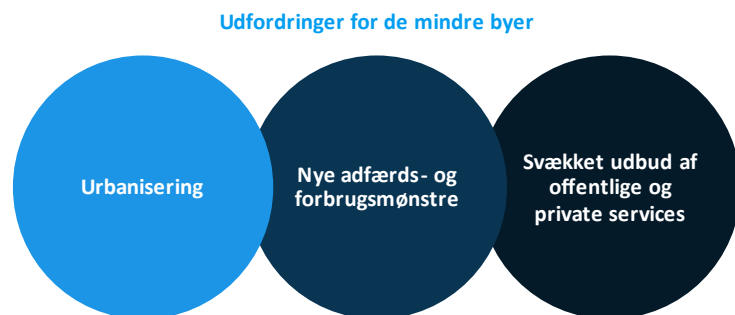 Udfordringer for de mindre byer
Urbanisering
Nye adfærds- og
forbrugsmønstre
Svækket udbud af
offentlige og
private services